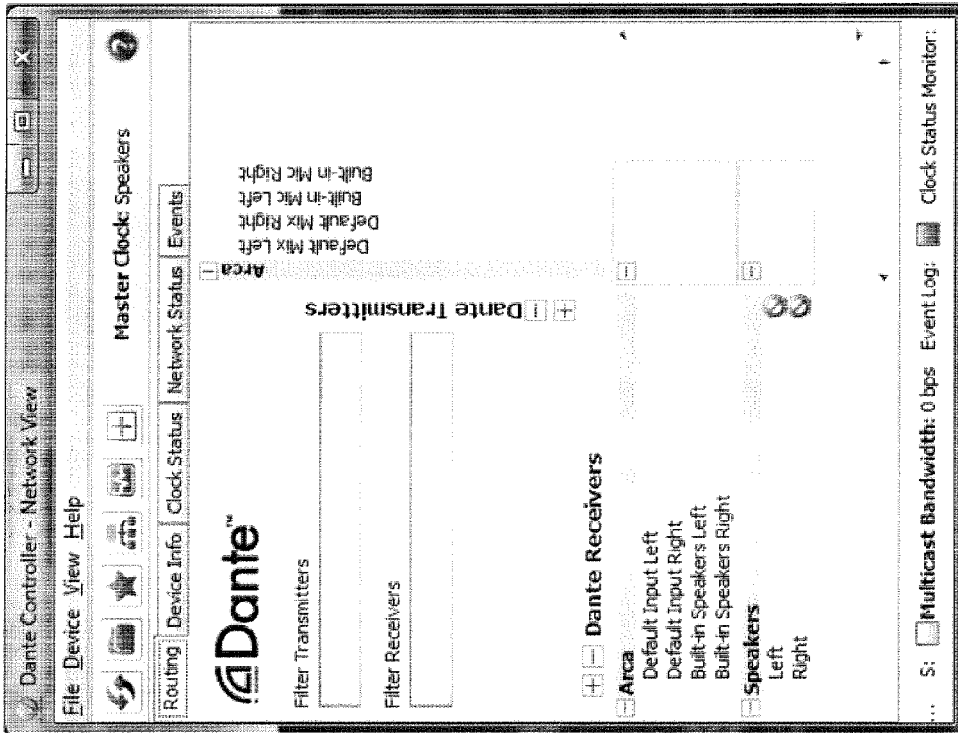 Dante Controller - Network View
File Device View Help
Master Clock: Speakers
Routing Device Info Clock Status Network Status Events
Dante™
Filter Transmitters
Filter Receivers
Dante Transmitters
Arca
Default Mix Left
Default Mix Right
Built-in Mic Left
Built-in Mic Right
Dante Receivers
Arca
Default Input Left
Default Input Right
Built-in Speakers Left
Built-in Speakers Right
Speakers
Left
Right
... S: Multicast Bandwidth: 0 bps Event Log: Clock Status Monitor: